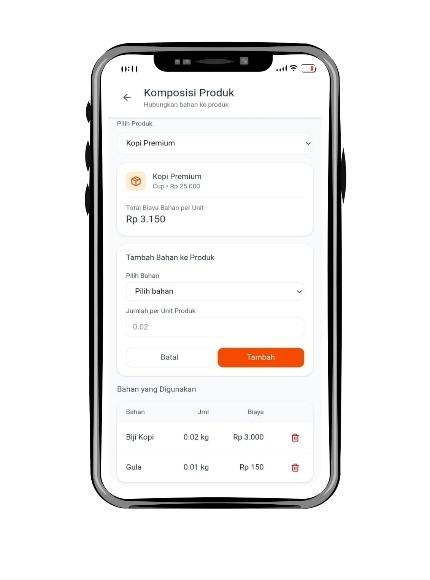 11:11
Komposisi Produk
Hubungkan bahan ke produk
Pilih Produk
Kopi Premium
Kopi Premium
Cup • Rp 25.000
Total Biaya Bahan per Unit
Rp 3.150
Tambah Bahan ke Produk
Pilih Bahan
Pilih bahan
Jumlah per Unit Produk
0.02
Batal Tambah
Bahan yang Digunakan
Bahan Jml Biaya
Biji Kopi 0.02 kg Rp 3.000
Gula 0.01 kg Rp 150